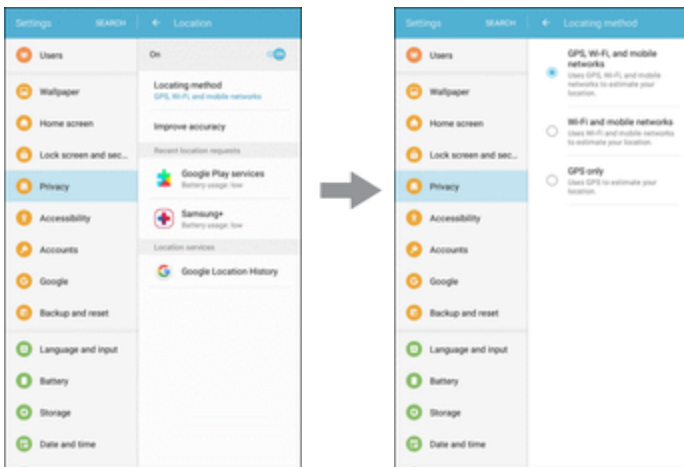 Settings SEARCH
Location
Users
Wallpaper
Home screen
Lock screen and sec...
Privacy
Accessibility
Accounts
Google
Backup and reset
Language and input
Battery
Storage
Date and time
On
ON
Locating method
GPS, Wi-Fi, and mobile networks
Improve accuracy
Recent location requests
Google Play services
Battery usage: low
Samsung+
Battery usage: low
Location services
Google Location History
Settings SEARCH
Locating method
Users
Wallpaper
Home screen
Lock screen and sec...
Privacy
Accessibility
Accounts
Google
Backup and reset
Language and input
Battery
Storage
Date and time
GPS, Wi-Fi, and mobile
networks
Uses GPS, Wi-Fi, and mobile
networks to estimate your
location.
Wi-Fi and mobile networks
Uses Wi-Fi and mobile networks
to estimate your location.
GPS only
Uses GPS to estimate your
location.